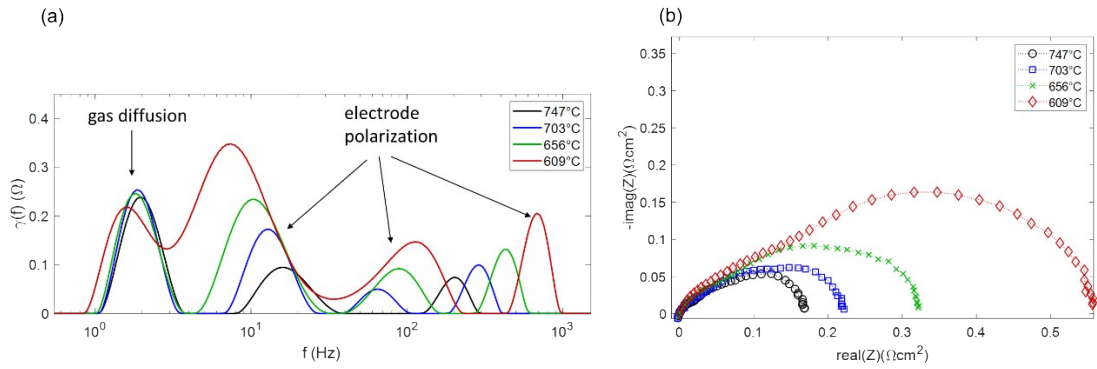 (a)
gas diffusion
electrode
polarization
747°C
703°C
656°C
609°C
0.4
0.3
0.2
0.1
0
γ(f) (Ω)
10⁰
10¹
10²
10³
f (Hz)
(b)
747°C
703°C
656°C
609°C
0.35
0.3
0.25
0.2
0.15
0.1
0.05
0
-imag(Z)(Ωcm²)
0
0.1
0.2
0.3
0.4
0.5
real(Z)(Ωcm²)